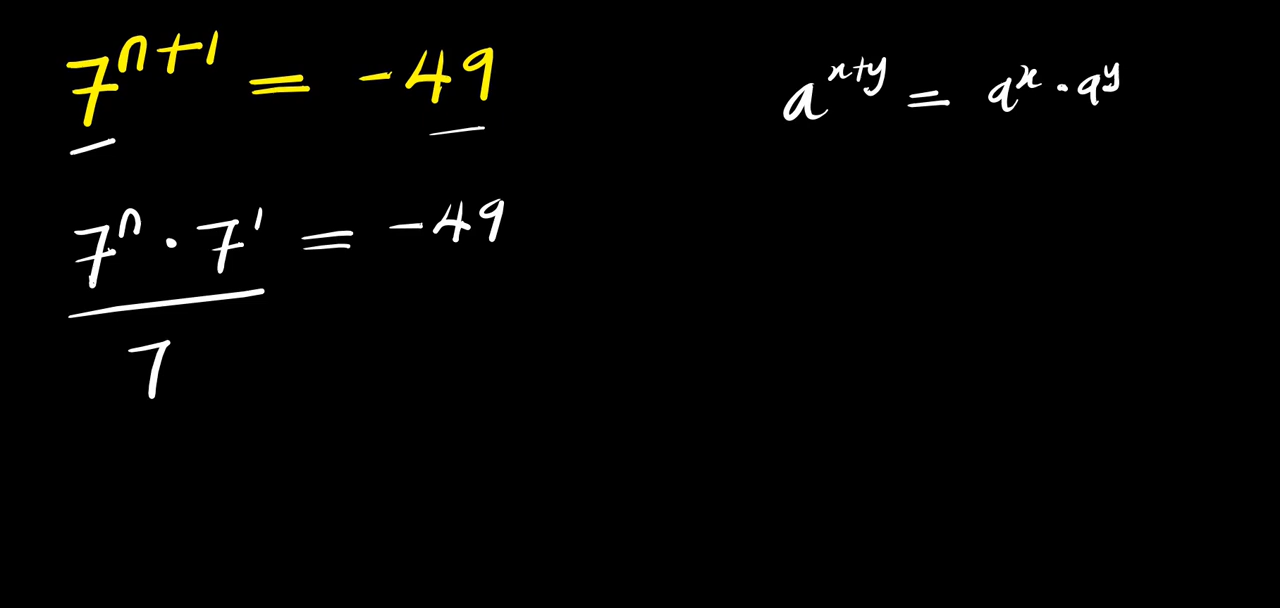 7^{n+1} = -49
a^{x+y} = a^x · a^y
7^n · 7^1 = -49
7